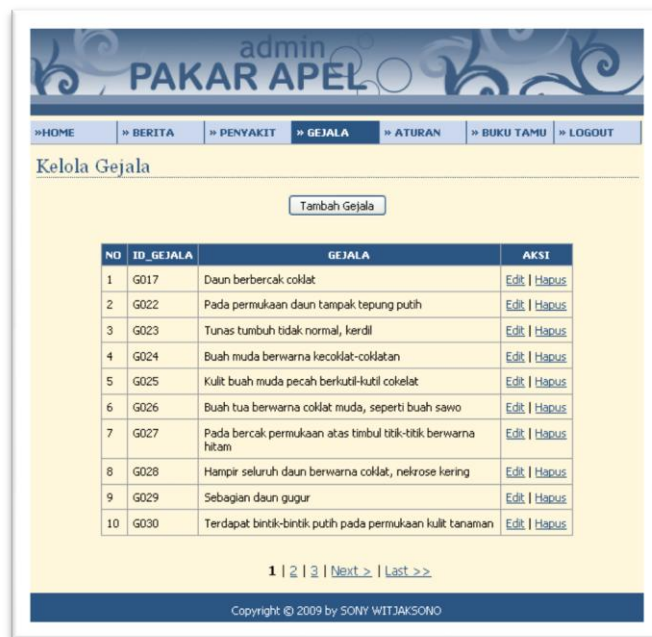 admin
PAKAR APEL
»HOME » BERITA » PENYAKIT » GEJALA » ATURAN » BUKU TAMU » LOGOUT
Kelola Gejala
Tambah Gejala
NO ID_GEJALA GEJALA AKSI
1 G017 Daun berbercak coklat Edit | Hapus
2 G022 Pada permukaan daun tampak tepung putih Edit | Hapus
3 G023 Tunas tumbuh tidak normal, kerdil Edit | Hapus
4 G024 Buah muda berwarna kecoklat-coklatan Edit | Hapus
5 G025 Kulit buah muda pecah berkutil-kutil cokelat Edit | Hapus
6 G026 Buah tua berwarna coklat muda, seperti buah sawo Edit | Hapus
7 G027 Pada bercak permukaan atas timbul titik-titik berwarna Edit | Hapus
hitam
8 G028 Hampir seluruh daun berwarna coklat, nekrose kering Edit | Hapus
9 G029 Sebagian daun gugur Edit | Hapus
10 G030 Terdapat bintik-bintik putih pada permukaan kulit tanaman Edit | Hapus
1 | 2 | 3 | Next > | Last >>
Copyright © 2009 by SONY WITJAKSONO